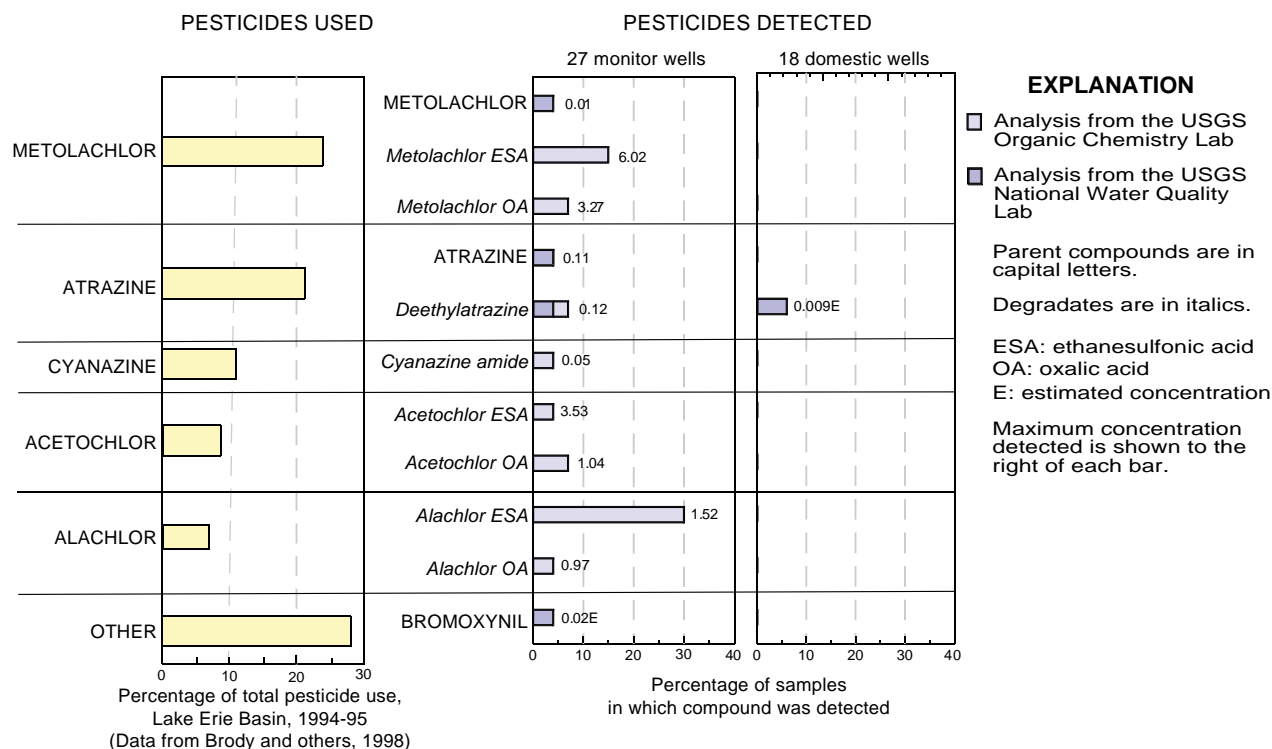 PESTICIDES USED
PESTICIDES DETECTED
27 monitor wells
18 domestic wells
METOLACHLOR
ATRAZINE
CYANAZINE
ACETOCHLOR
ALACHLOR
OTHER
0 10 20 30
Percentage of total pesticide use,
Lake Erie Basin, 1994-95
(Data from Brody and others, 1998)
METOLACHLOR 0.01
Metolachlor ESA 6.02
Metolachlor OA 3.27
ATRAZINE 0.11
Deethylatrazine 0.12 0.009E
Cyanazine amide 0.05
Acetochlor ESA 3.53
Acetochlor OA 1.04
Alachlor ESA 1.52
Alachlor OA 0.97
BROMOXYNIL 0.02E
0 10 20 30 40 0 10 20 30 40
Percentage of samples
in which compound was detected
EXPLANATION
Analysis from the USGS
Organic Chemistry Lab
Analysis from the USGS
National Water Quality
Lab
Parent compounds are in
capital letters.
Degradates are in italics.
ESA: ethanesulfonic acid
OA: oxalic acid
E: estimated concentration
Maximum concentration
detected is shown to the
right of each bar.